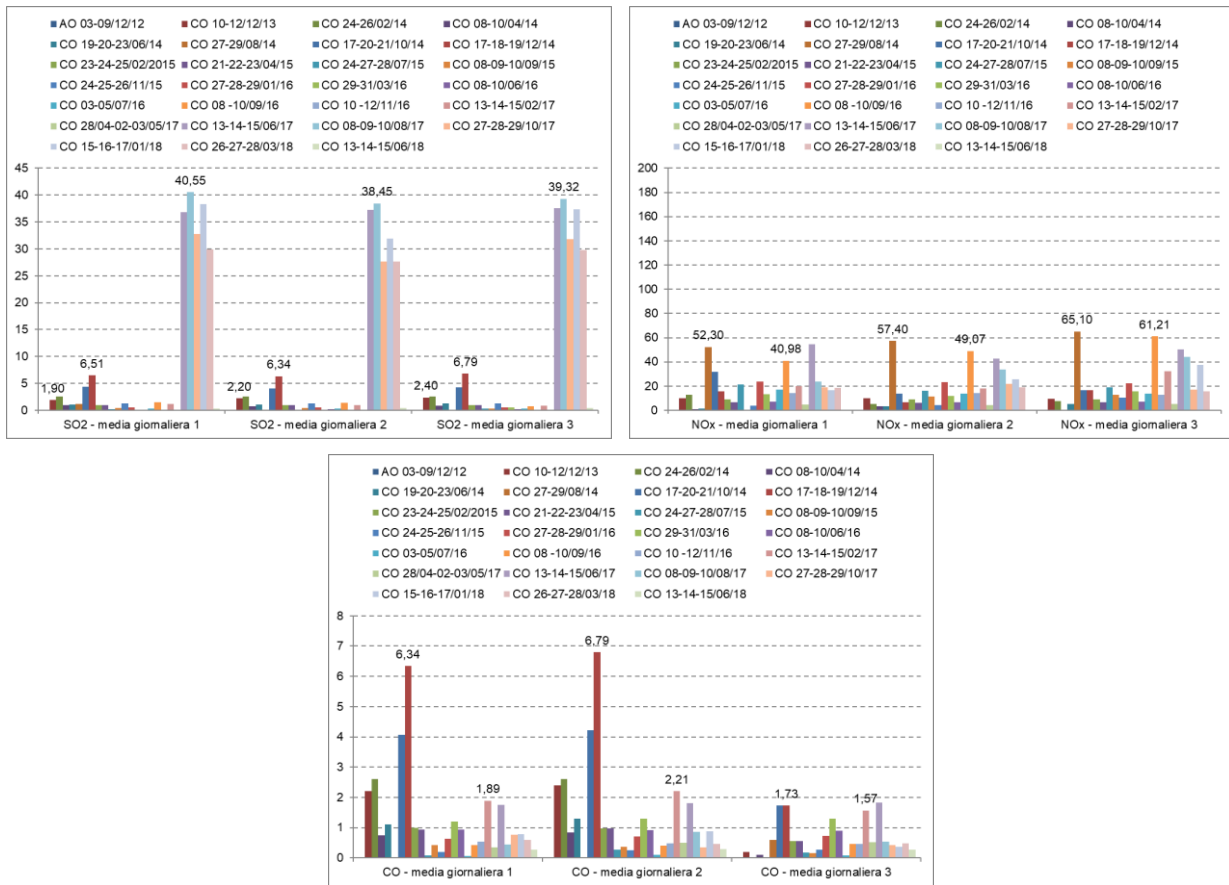 AO 03-09/12/12 CO 10-12/12/13 CO 24-26/02/14 CO 08-10/04/14
CO 19-20-23/06/14 CO 27-29/08/14 CO 17-20-21/10/14 CO 17-18-19/12/14
CO 23-24-25/02/2015 CO 21-22-23/04/15 CO 24-27-28/07/15 CO 08-09-10/09/15
CO 24-25-26/11/15 CO 27-28-29/01/16 CO 29-31/03/16 CO 08-10/06/16
CO 03-05/07/16 CO 08 -10/09/16 CO 10 -12/11/16 CO 13-14-15/02/17
CO 28/04-02-03/05/17 CO 13-14-15/06/17 CO 08-09-10/08/17 CO 27-28-29/10/17
CO 15-16-17/01/18 CO 26-27-28/03/18 CO 13-14-15/06/18
45
40
35
30
25
20
15
10
5
0
40,55
38,45
39,32
6,51
6,34
6,79
1,90
2,20
2,40
SO2 - media giornaliera 1 SO2 - media giornaliera 2 SO2 - media giornaliera 3
AO 03-09/12/12 CO 10-12/12/13 CO 24-26/02/14 CO 08-10/04/14
CO 19-20-23/06/14 CO 27-29/08/14 CO 17-20-21/10/14 CO 17-18-19/12/14
CO 23-24-25/02/2015 CO 21-22-23/04/15 CO 24-27-28/07/15 CO 08-09-10/09/15
CO 24-25-26/11/15 CO 27-28-29/01/16 CO 29-31/03/16 CO 08-10/06/16
CO 03-05/07/16 CO 08 -10/09/16 CO 10 -12/11/16 CO 13-14-15/02/17
CO 28/04-02-03/05/17 CO 13-14-15/06/17 CO 08-09-10/08/17 CO 27-28-29/10/17
CO 15-16-17/01/18 CO 26-27-28/03/18 CO 13-14-15/06/18
200
180
160
140
120
100
80
60
40
20
0
52,30
40,98
57,40
49,07
65,10
61,21
NOx - media giornaliera 1 NOx - media giornaliera 2 NOx - media giornaliera 3
AO 03-09/12/12 CO 10-12/12/13 CO 24-26/02/14 CO 08-10/04/14
CO 19-20-23/06/14 CO 27-29/08/14 CO 17-20-21/10/14 CO 17-18-19/12/14
CO 23-24-25/02/2015 CO 21-22-23/04/15 CO 24-27-28/07/15 CO 08-09-10/09/15
CO 24-25-26/11/15 CO 27-28-29/01/16 CO 29-31/03/16 CO 08-10/06/16
CO 03-05/07/16 CO 08 -10/09/16 CO 10 -12/11/16 CO 13-14-15/02/17
CO 28/04-02-03/05/17 CO 13-14-15/06/17 CO 08-09-10/08/17 CO 27-28-29/10/17
CO 15-16-17/01/18 CO 26-27-28/03/18 CO 13-14-15/06/18
8
7
6
5
4
3
2
1
0
6,34
1,89
6,79
2,21
1,73
1,57
CO - media giornaliera 1 CO - media giornaliera 2 CO - media giornaliera 3